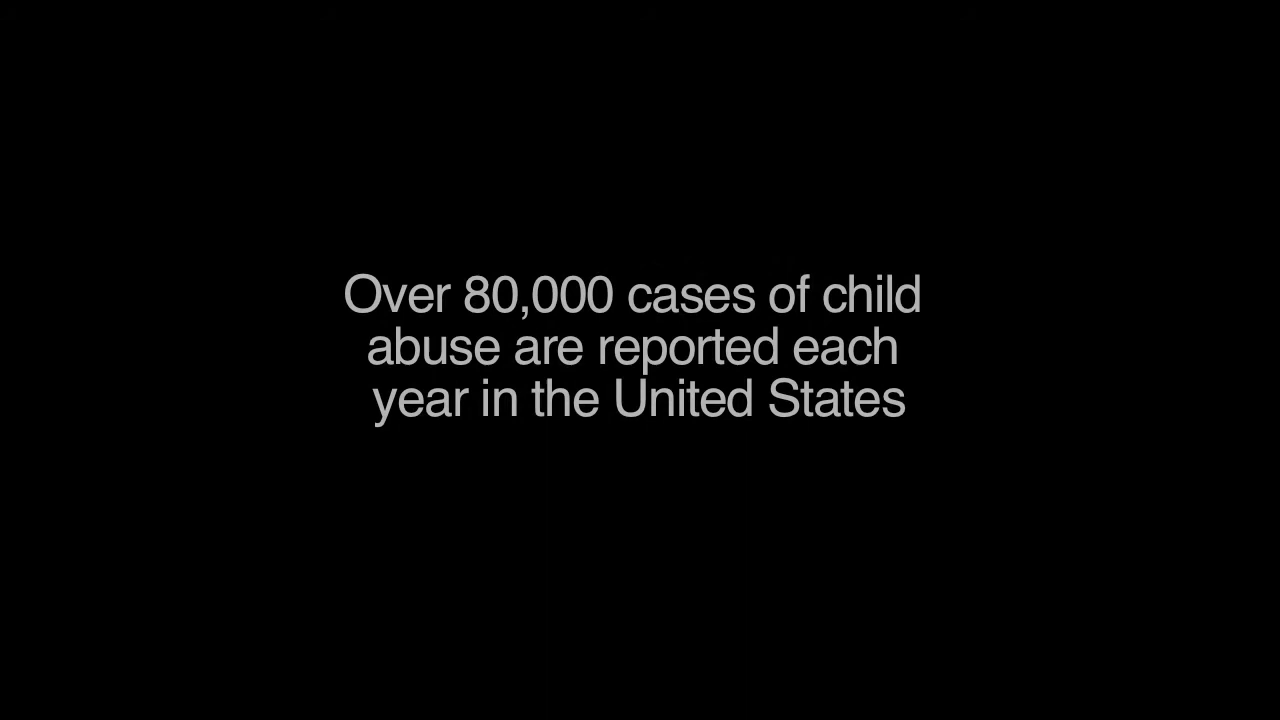 Over 80,000 cases of child
abuse are reported each
year in the United States